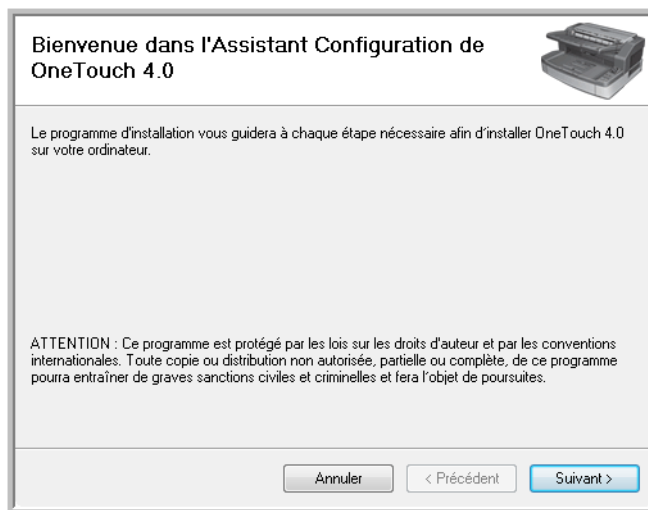 Bienvenue dans l'Assistant Configuration de
OneTouch 4.0
Le programme d'installation vous guidera à chaque étape nécessaire afin d'installer OneTouch 4.0
sur votre ordinateur.
ATTENTION : Ce programme est protégé par les lois sur les droits d'auteur et par les conventions
internationales. Toute copie ou distribution non autorisée, partielle ou complète, de ce programme
pourra entraîner de graves sanctions civiles et criminelles et fera l'objet de poursuites.
Annuler
< Précédent
Suivant >